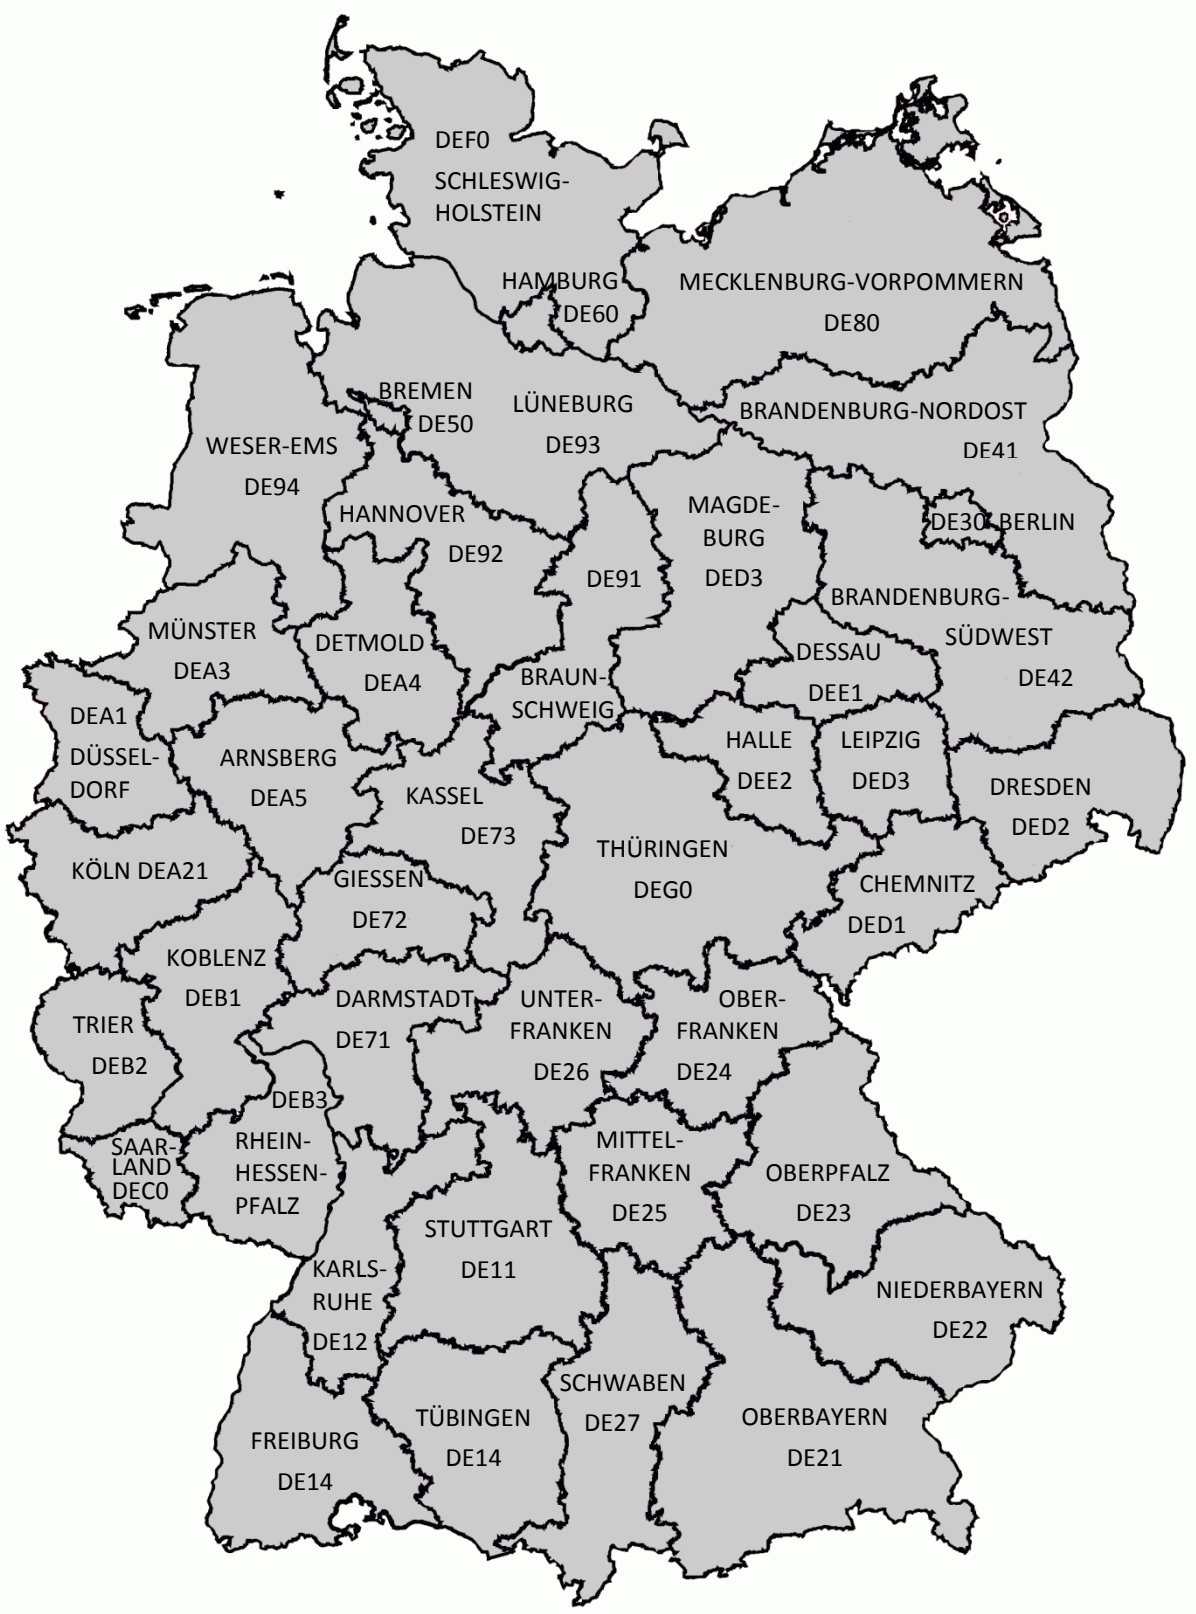 DEF0
SCHLESWIG-
HOLSTEIN
HAMBURG
DE60
MECKLENBURG-VORPOMMERN
DE80
BREMEN
DE50
LÜNEBURG
DE93
BRANDENBURG-NORDOST
DE41
WESER-EMS
DE94
HANNOVER
DE92
MAGDE-
BURG
DED3
DE30 BERLIN
DE91
BRAUN-
SCHWEIG
BRANDENBURG-
SÜDWEST
DE42
MÜNSTER
DEA3
DETMOLD
DEA4
DESSAU
DEE1
DEA1
DÜSSEL-
DORF
ARNSBERG
DEA5
KASSEL
DE73
HALLE
DEE2
LEIPZIG
DED3
DRESDEN
DED2
KÖLN DEA21
GIESSEN
DE72
THÜRINGEN
DEG0
CHEMNITZ
DED1
KOBLENZ
DEB1
TRIER
DEB2
DARMSTADT
DE71
UNTER-
FRANKEN
DE26
OBER-
FRANKEN
DE24
DEB3
RHEIN-
HESSEN-
PFALZ
SAAR-
LAND
DEC0
MITTEL-
FRANKEN
DE25
OBERPFALZ
DE23
STUTTGART
DE11
KARLS-
RUHE
DE12
NIEDERBAYERN
DE22
SCHWABEN
DE27
TÜBINGEN
DE14
OBERBAYERN
DE21
FREIBURG
DE14